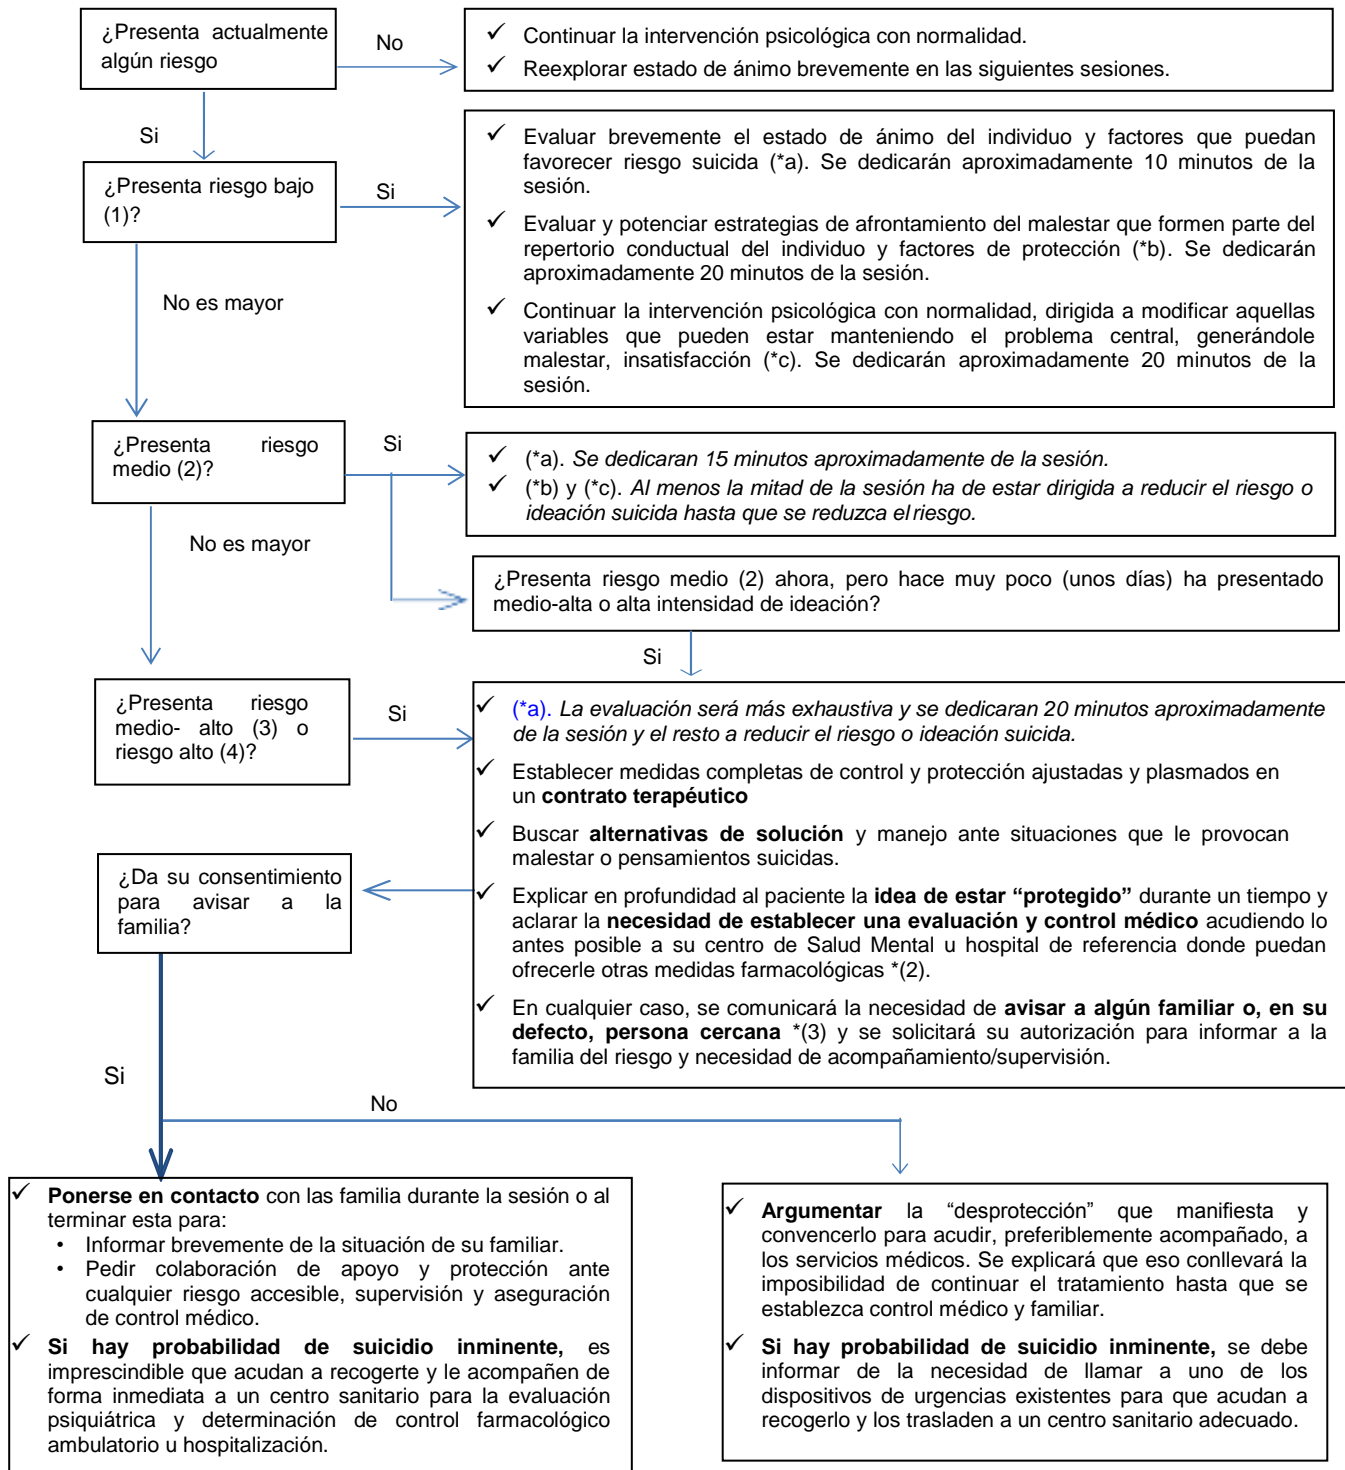 ¿Presenta actualmente
algún riesgo
No
✓ Continuar la intervención psicológica con normalidad.
✓ Reexplorar estado de ánimo brevemente en las siguientes sesiones.
Si
¿Presenta riesgo bajo
(1)?
Si
✓ Evaluar brevemente el estado de ánimo del individuo y factores que puedan
favorecer riesgo suicida (*a). Se dedicarán aproximadamente 10 minutos de la
sesión.
✓ Evaluar y potenciar estrategias de afrontamiento del malestar que formen parte del
repertorio conductual del individuo y factores de protección (*b). Se dedicarán
aproximadamente 20 minutos de la sesión.
✓ Continuar la intervención psicológica con normalidad, dirigida a modificar aquellas
variables que pueden estar manteniendo el problema central, generándole
malestar, insatisfacción (*c). Se dedicarán aproximadamente 20 minutos de la
sesión.
No es mayor
¿Presenta riesgo
medio (2)?
Si
✓ (*a). Se dedicaran 15 minutos aproximadamente de la sesión.
✓ (*b) y (*c). Al menos la mitad de la sesión ha de estar dirigida a reducir el riesgo o
ideación suicida hasta que se reduzca el riesgo.
No es mayor
¿Presenta riesgo medio (2) ahora, pero hace muy poco (unos días) ha presentado
medio-alta o alta intensidad de ideación?
Si
¿Presenta riesgo
medio- alto (3) o
riesgo alto (4)?
Si
✓ (*a). La evaluación será más exhaustiva y se dedicaran 20 minutos aproximadamente
de la sesión y el resto a reducir el riesgo o ideación suicida.
✓ Establecer medidas completas de control y protección ajustadas y plasmados en
un contrato terapéutico
✓ Buscar alternativas de solución y manejo ante situaciones que le provocan
malestar o pensamientos suicidas.
✓ Explicar en profundidad al paciente la idea de estar “protegido” durante un tiempo y
aclarar la necesidad de establecer una evaluación y control médico acudiendo lo
antes posible a su centro de Salud Mental u hospital de referencia donde puedan
ofrecerle otras medidas farmacológicas *(2).
✓ En cualquier caso, se comunicará la necesidad de avisar a algún familiar o, en su
defecto, persona cercana *(3) y se solicitará su autorización para informar a la
familia del riesgo y necesidad de acompañamiento/supervisión.
¿Da su consentimiento
para avisar a la
familia?
Si
No
✓ Ponerse en contacto con las familia durante la sesión o al
terminar esta para:
• Informar brevemente de la situación de su familiar.
• Pedir colaboración de apoyo y protección ante
cualquier riesgo accesible, supervisión y aseguración
de control médico.
✓ Si hay probabilidad de suicidio inminente, es
imprescindible que acudan a recogerte y le acompañen de
forma inmediata a un centro sanitario para la evaluación
psiquiátrica y determinación de control farmacológico
ambulatorio u hospitalización.
✓ Argumentar la “desprotección” que manifiesta y
convencerlo para acudir, preferiblemente acompañado, a
los servicios médicos. Se explicará que eso conllevará la
imposibilidad de continuar el tratamiento hasta que se
establezca control médico y familiar.
✓ Si hay probabilidad de suicidio inminente, se debe
informar de la necesidad de llamar a uno de los
dispositivos de urgencias existentes para que acudan a
recogerlo y los trasladen a un centro sanitario adecuado.